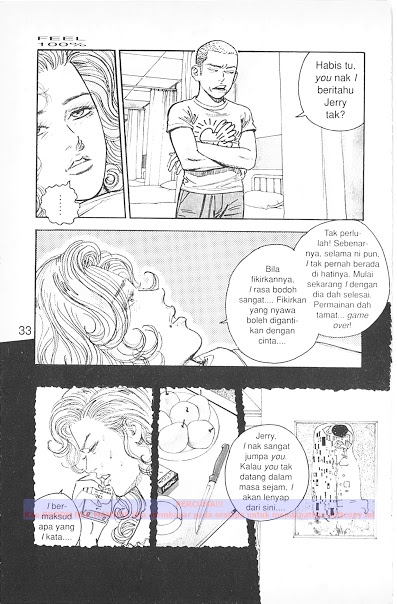 FEEL
100%
Habis tu,
you nak I
beritahu
Jerry
tak?
........
Tak perlu-
lah! Sebenar-
nya, selama ni pun,
I tak pernah berada
di hatinya. Mulai
sekarang I dengan
dia dah selesai.
Permainan dah
tamat... game
over!
Bila
fikirkannya,
I rasa bodoh
sangat.... Fikirkan
yang nyawa
boleh diganti-
kan dengan
cinta....
33
Jerry,
I nak sangat
jumpa you.
Kalau you tak
datang dalam
masa sejam, I
akan lenyap
dari sini....
I ber-
maksud
apa yang
I kata....